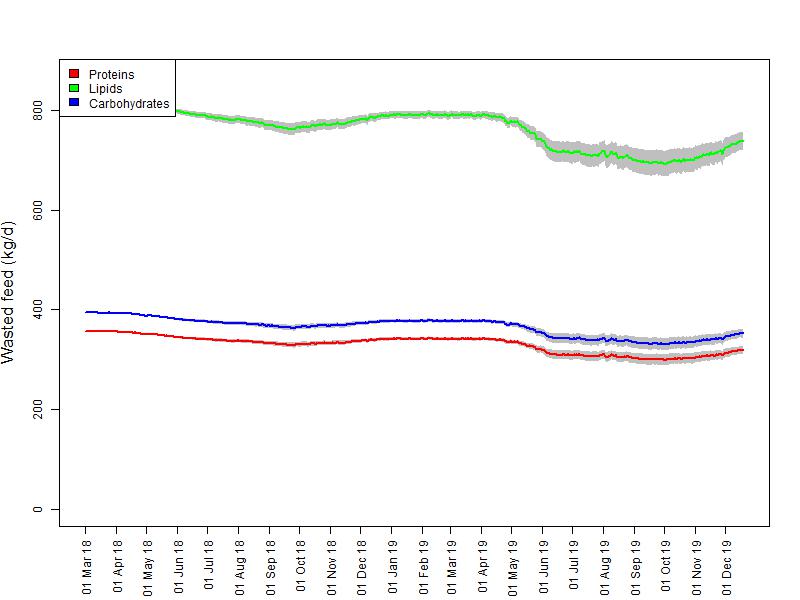 Proteins
Lipids
Carbohydrates
Wasted feed (kg/d)
800
600
400
200
0
01 Mar 18
01 Apr 18
01 May 18
01 Jun 18
01 Jul 18
01 Aug 18
01 Sep 18
01 Oct 18
01 Nov 18
01 Dec 18
01 Jan 19
01 Feb 19
01 Mar 19
01 Apr 19
01 May 19
01 Jun 19
01 Jul 19
01 Aug 19
01 Sep 19
01 Oct 19
01 Nov 19
01 Dec 19